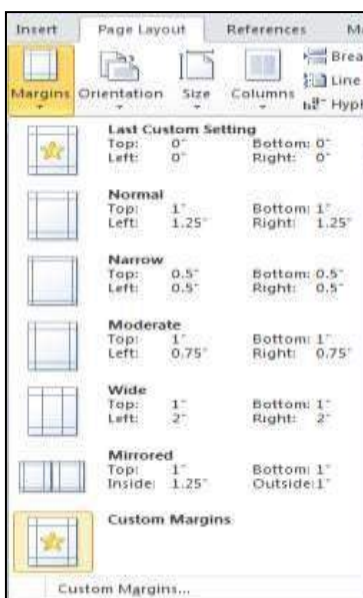 Insert Page Layout References
Margins Orientation Size Columns
Line
Last Custom Setting
Top: 0" Bottom: 0"
Left: 0" Right: 0"
Normal
Top: 1" Bottom: 1"
Left: 1.25" Right: 1.25"
Narrow
Top: 0.5" Bottom: 0.5"
Left: 0.5" Right: 0.5"
Moderate
Top: 1" Bottom: 1"
Left: 0.75" Right: 0.75"
Wide
Top: 1" Bottom: 1"
Left: 2" Right: 2"
Mirrored
Top: 1" Bottom: 1"
Inside: 1.25" Outside: 1"
Custom Margins
Custom Margins...